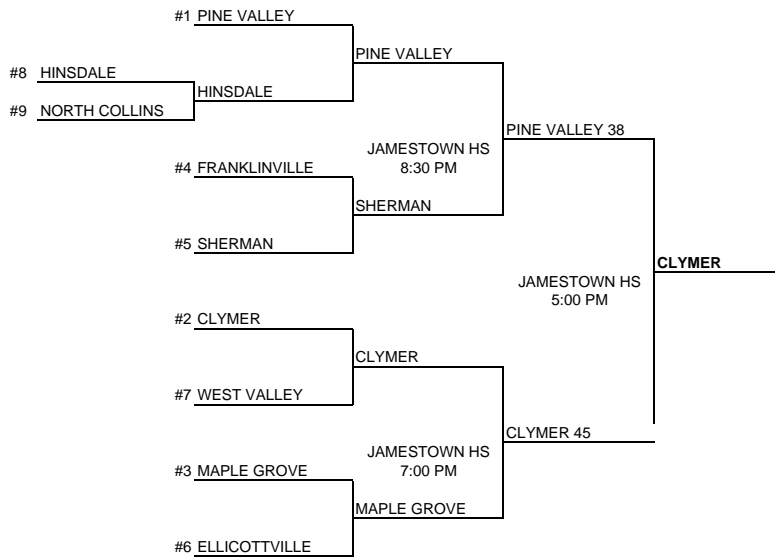 #1 PINE VALLEY
PINE VALLEY
#8 HINSDALE
HINSDALE
#9 NORTH COLLINS
PINE VALLEY 38
JAMESTOWN HS
8:30 PM
#4 FRANKLINVILLE
SHERMAN
#5 SHERMAN
CLYMER
JAMESTOWN HS
5:00 PM
#2 CLYMER
CLYMER
#7 WEST VALLEY
CLYMER 45
JAMESTOWN HS
7:00 PM
#3 MAPLE GROVE
MAPLE GROVE
#6 ELLICOTTVILLE